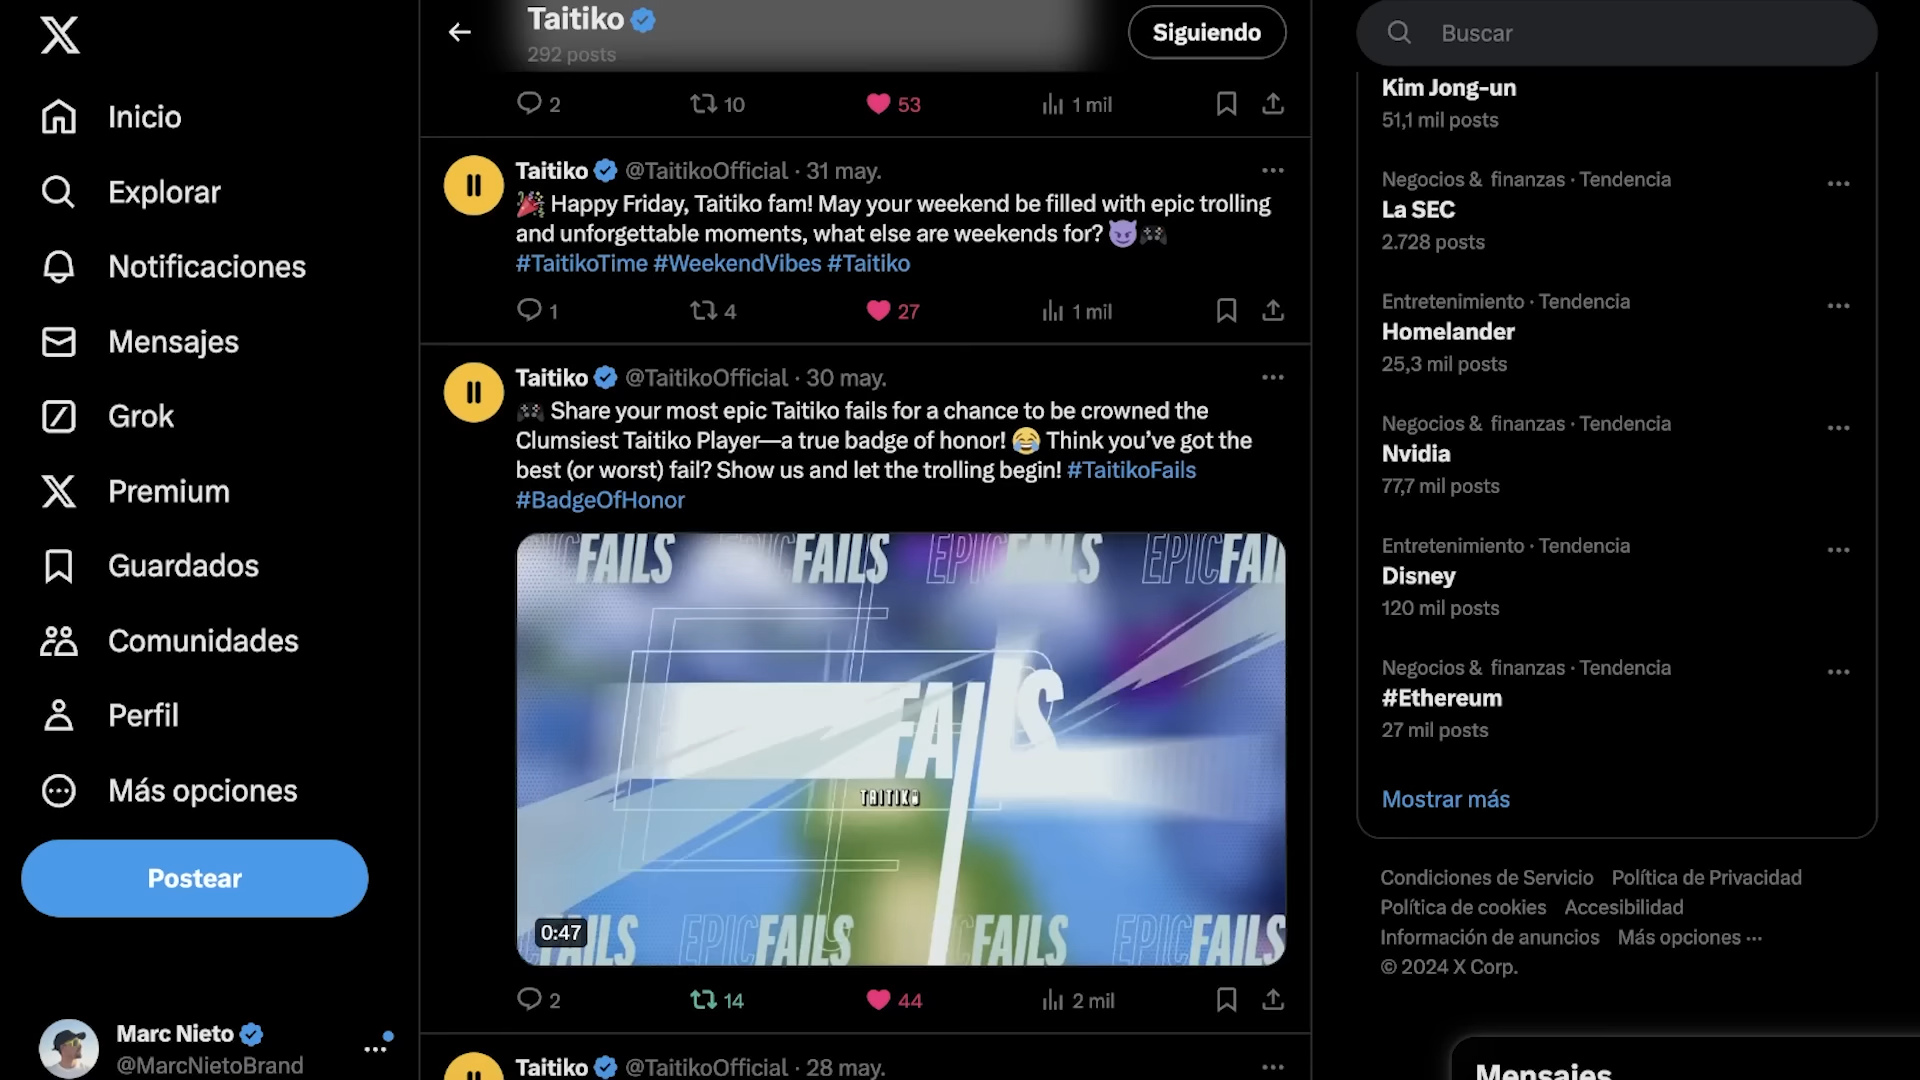 Inicio
Explorar
Notificaciones
Mensajes
Grok
Premium
Guardados
Comunidades
Perfil
Más opciones
Postear
Marc Nieto
@MarcNietoBrand
Taitiko
292 posts
Siguiendo
2 10 53 1 mil
Taitiko @TaitikoOfficial · 31 may.
🎉 Happy Friday, Taitiko fam! May your weekend be filled with epic trolling
and unforgettable moments, what else are weekends for? 😈🎮
#TaitikoTime #WeekendVibes #Taitiko
1 4 27 1 mil
Taitiko @TaitikoOfficial · 30 may.
🎮 Share your most epic Taitiko fails for a chance to be crowned the
Clumsiest Taitiko Player—a true badge of honor! 😂 Think you’ve got the
best (or worst) fail? Show us and let the trolling begin! #TaitikoFails
#BadgeOfHonor
EPICFAILS EPICFAILS EPICFAILS EPICFAI
FAILS
TAITIKO
FAILS EPICFAILS FAILS EPICFAILS
0:47
2 14 44 2 mil
Taitiko @TaitikoOfficial · 28 may.
Buscar
Kim Jong-un
51,1 mil posts
Negocios & finanzas · Tendencia
La SEC
2.728 posts
Entretenimiento · Tendencia
Homelander
25,3 mil posts
Negocios & finanzas · Tendencia
Nvidia
77,7 mil posts
Entretenimiento · Tendencia
Disney
120 mil posts
Negocios & finanzas · Tendencia
#Ethereum
27 mil posts
Mostrar más
Condiciones de Servicio Política de Privacidad
Política de cookies Accesibilidad
Información de anuncios Más opciones ···
© 2024 X Corp.
Mensajes